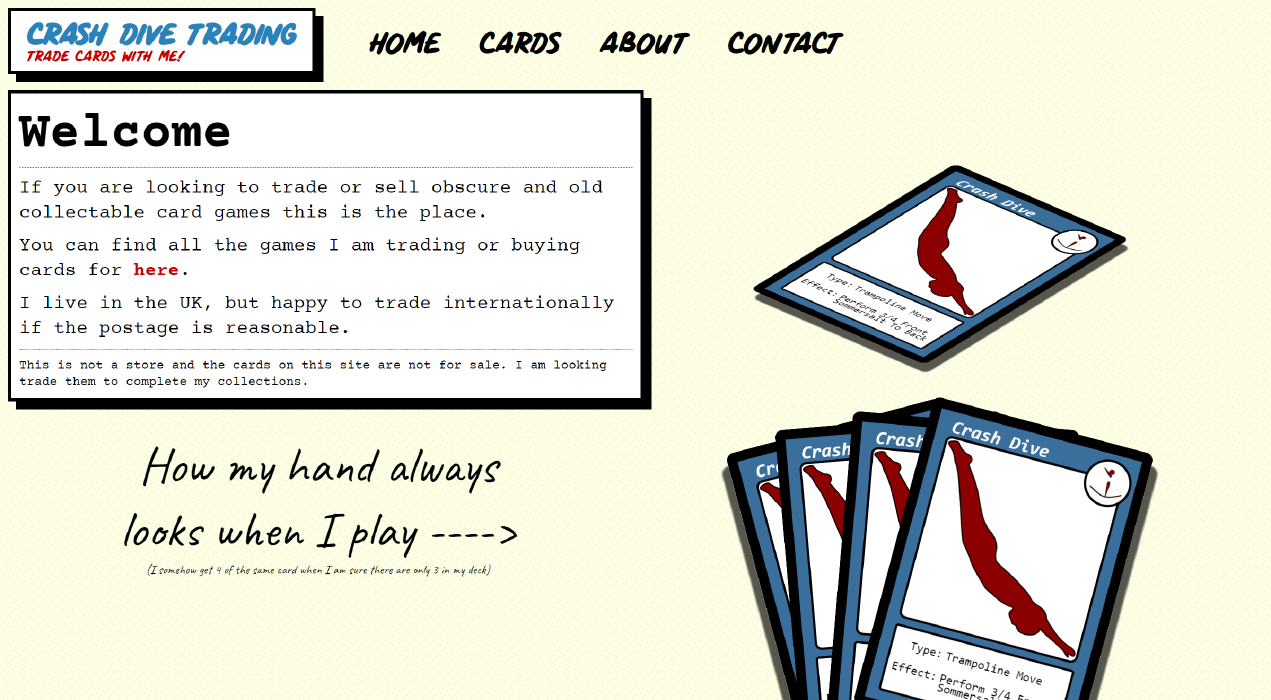 CRASH DIVE TRADING
TRADE CARDS WITH ME!
HOME CARDS ABOUT CONTACT
Welcome
If you are looking to trade or sell obscure and old
collectable card games this is the place.
You can find all the games I am trading or buying
cards for here.
I live in the UK, but happy to trade internationally
if the postage is reasonable.
This is not a store and the cards on this site are not for sale. I am looking
trade them to complete my collections.
Crash Dive
Type: Trampoline Move
Effect: Perform 3/4 Front
Sommersalt To Back
How my hand always
looks when I play ---->
(I somehow get 4 of the same card when I am sure there are only 3 in my deck)
Cr
Crash
Crash
Crash Dive
Type: Trampoline Move
Effect: Perform 3/4 Fr
Sommersa